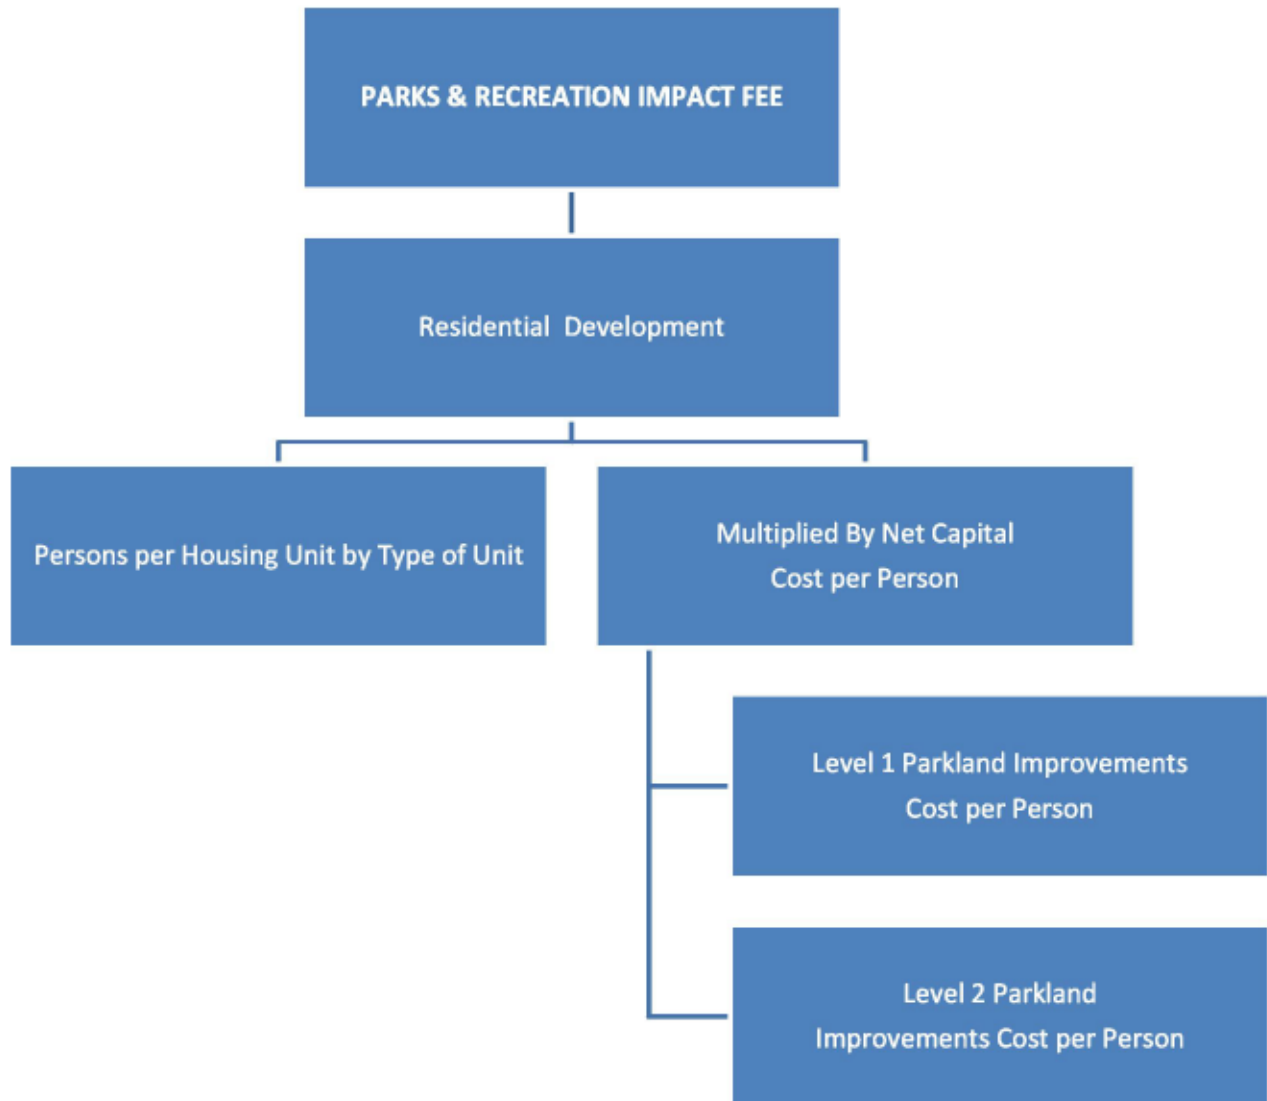 PARKS & RECREATION IMPACT FEE
Residential Development
Persons per Housing Unit by Type of Unit
Multiplied By Net Capital
Cost per Person
Level 1 Parkland Improvements
Cost per Person
Level 2 Parkland
Improvements Cost per Person